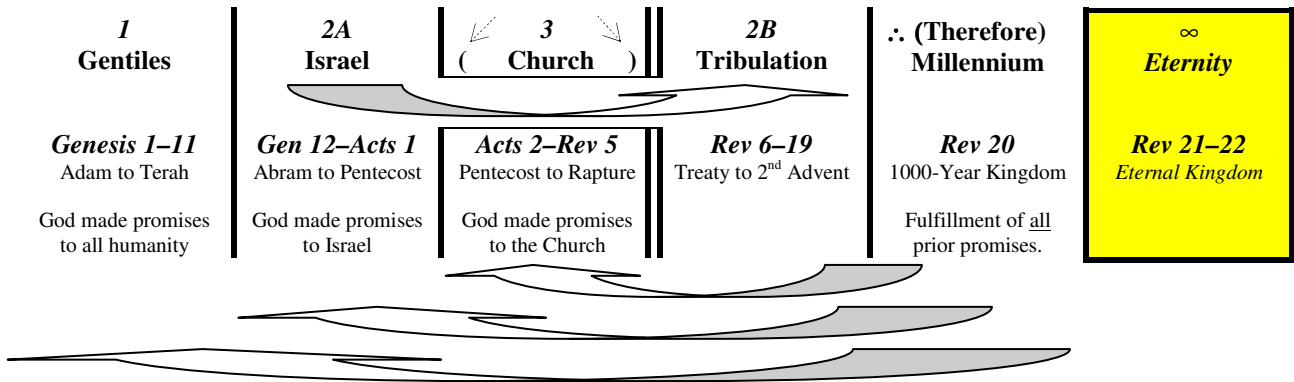 1
Gentiles
Genesis 1–11
Adam to Terah
God made promises
to all humanity
2A
Israel
Gen 12–Acts 1
Abram to Pentecost
God made promises
to Israel
3
( Church )
Acts 2–Rev 5
Pentecost to Rapture
God made promises
to the Church
2B
Tribulation
Rev 6–19
Treaty to 2nd Advent
∴ (Therefore)
Millennium
Rev 20
1000-Year Kingdom
Fulfillment of all
prior promises.
∞
Eternity
Rev 21–22
Eternal Kingdom